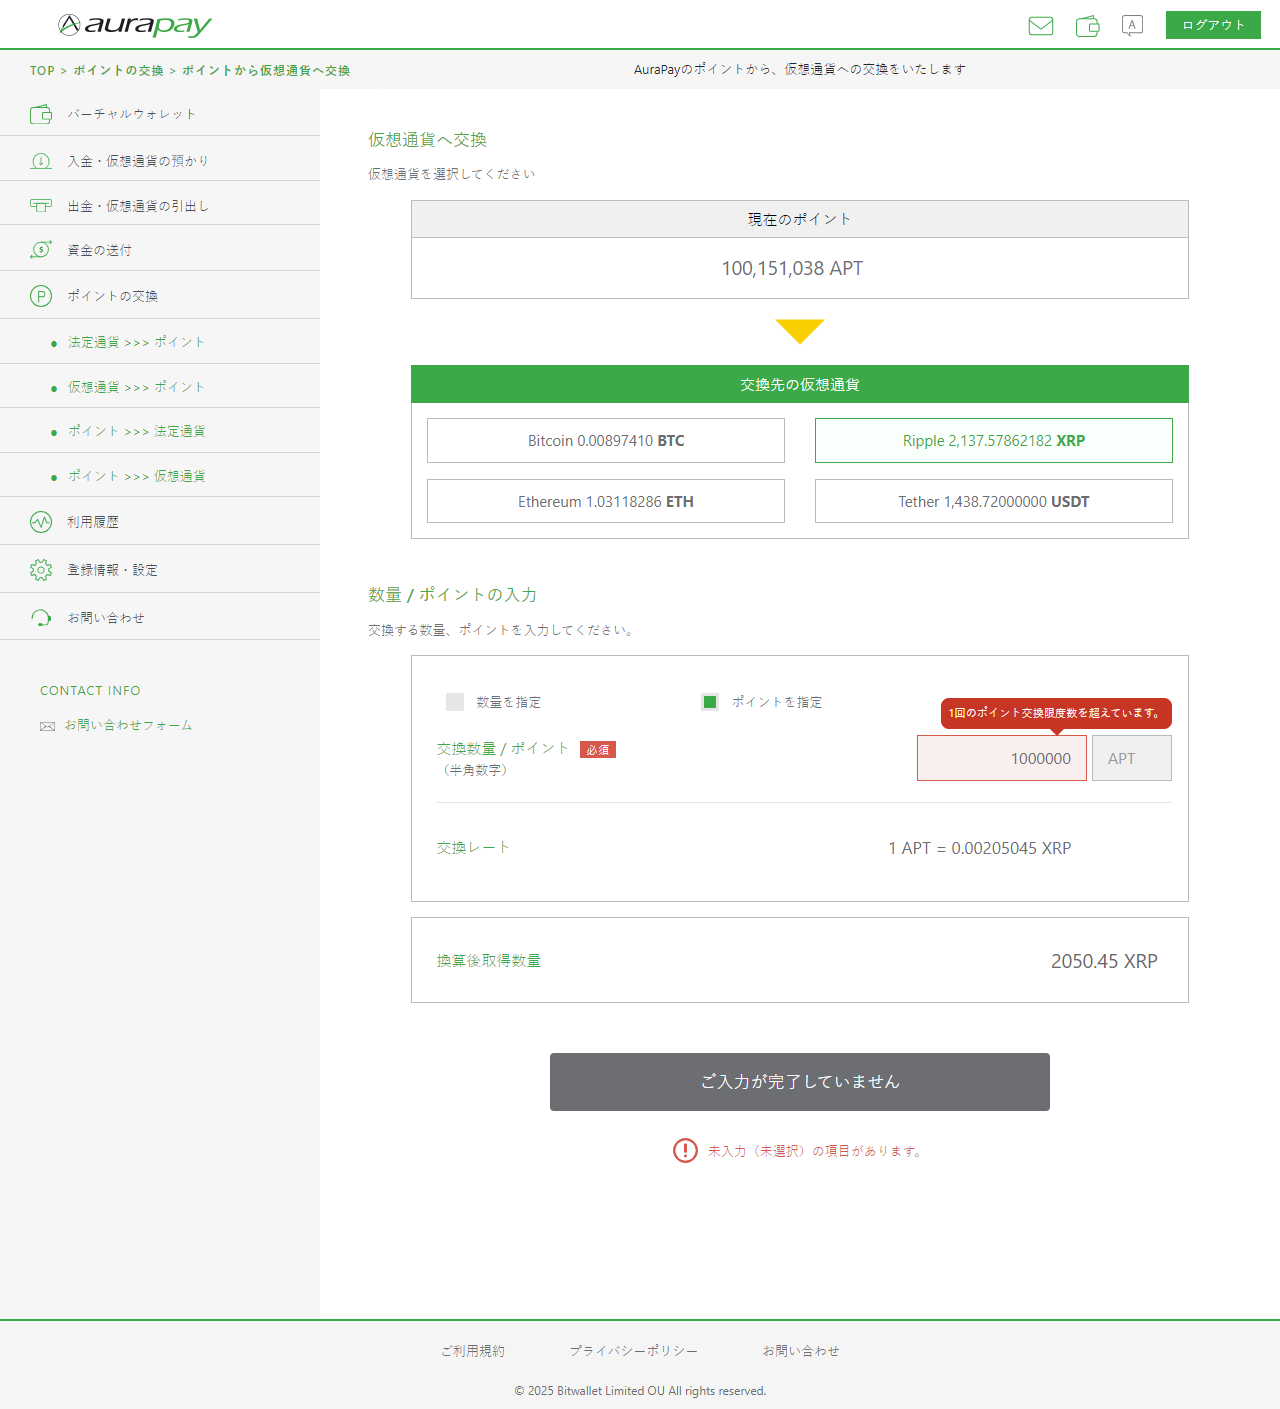 aurapay
A
ログアウト
TOP > ポイントの交換 > ポイントから仮想通貨へ交換
AuraPayのポイントから、仮想通貨への交換をいたします
バーチャルウォレット
入金・仮想通貨の預かり
出金・仮想通貨の引出し
資金の送付
ポイントの交換
法定通貨 >>> ポイント
仮想通貨 >>> ポイント
ポイント >>> 法定通貨
ポイント >>> 仮想通貨
利用履歴
登録情報・設定
お問い合わせ
CONTACT INFO
お問い合わせフォーム
仮想通貨へ交換
仮想通貨を選択してください
現在のポイント
100,151,038 APT
交換先の仮想通貨
Bitcoin 0.00897410 BTC
Ripple 2,137.57862182 XRP
Ethereum 1.03118286 ETH
Tether 1,438.72000000 USDT
数量 / ポイントの入力
交換する数量、ポイントを入力してください。
数量を指定
ポイントを指定
1回のポイント交換限度数を超えています。
交換数量 / ポイント 必須
（半角数字）
1000000 APT
交換レート
1 APT = 0.00205045 XRP
換算後取得数量
2050.45 XRP
ご入力が完了していません
未入力（未選択）の項目があります。
ご利用規約 プライバシーポリシー お問い合わせ
© 2025 Bitwallet Limited OU All rights reserved.